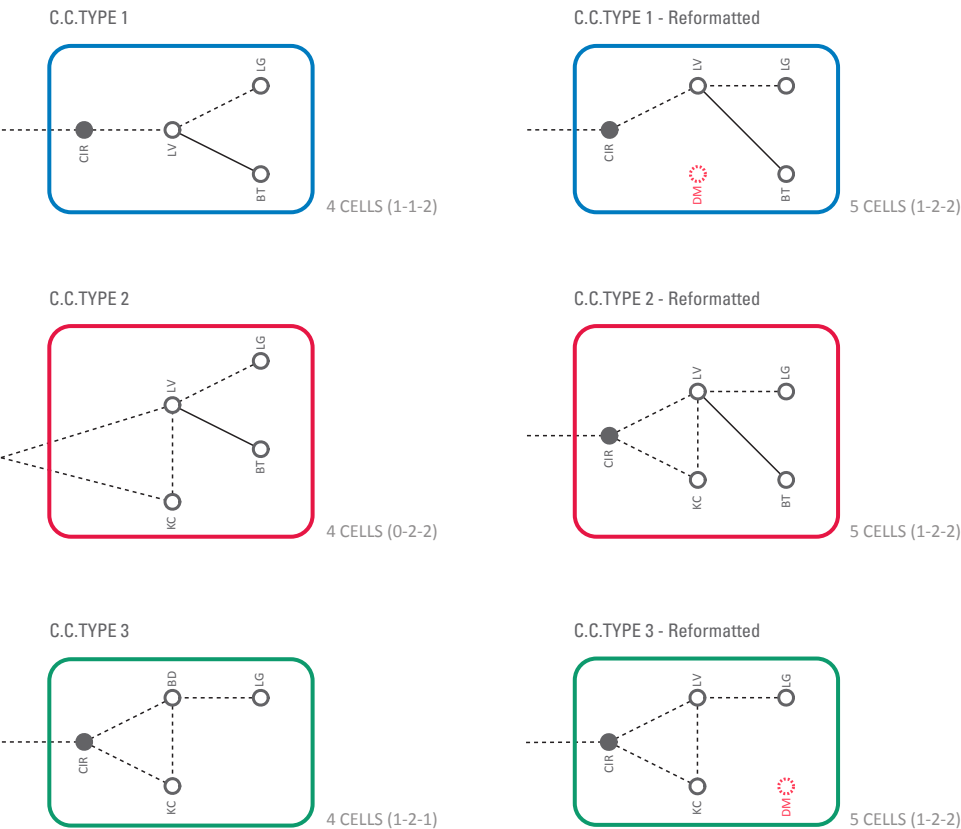 C.C.TYPE 1
LG
CIR
LV
BT
4 CELLS (1-1-2)
C.C.TYPE 1 - Reformatted
LV
LG
CIR
DM
BT
5 CELLS (1-2-2)
C.C.TYPE 2
LG
LV
BT
KC
4 CELLS (0-2-2)
C.C.TYPE 2 - Reformatted
LV
LG
CIR
KC
BT
5 CELLS (1-2-2)
C.C.TYPE 3
BD
LG
CIR
KC
4 CELLS (1-2-1)
C.C.TYPE 3 - Reformatted
LV
LG
CIR
KC
DM
5 CELLS (1-2-2)